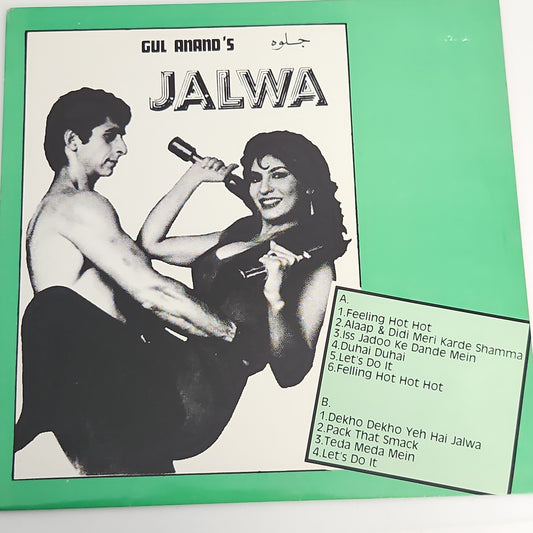 GUL ANAND'S جلوہ
JALWA
A.
1.Feeling Hot Hot
2.Alaap & Didi Meri Karde Shamma
3.Iss Jadoo Ke Dande Mein
4.Duhai Duhai
5.Let's Do It
6.Felling Hot Hot Hot
B.
1.Dekho Dekho Yeh Hai Jalwa
2.Pack That Smack
3.Teda Meda Mein
4.Let's Do It